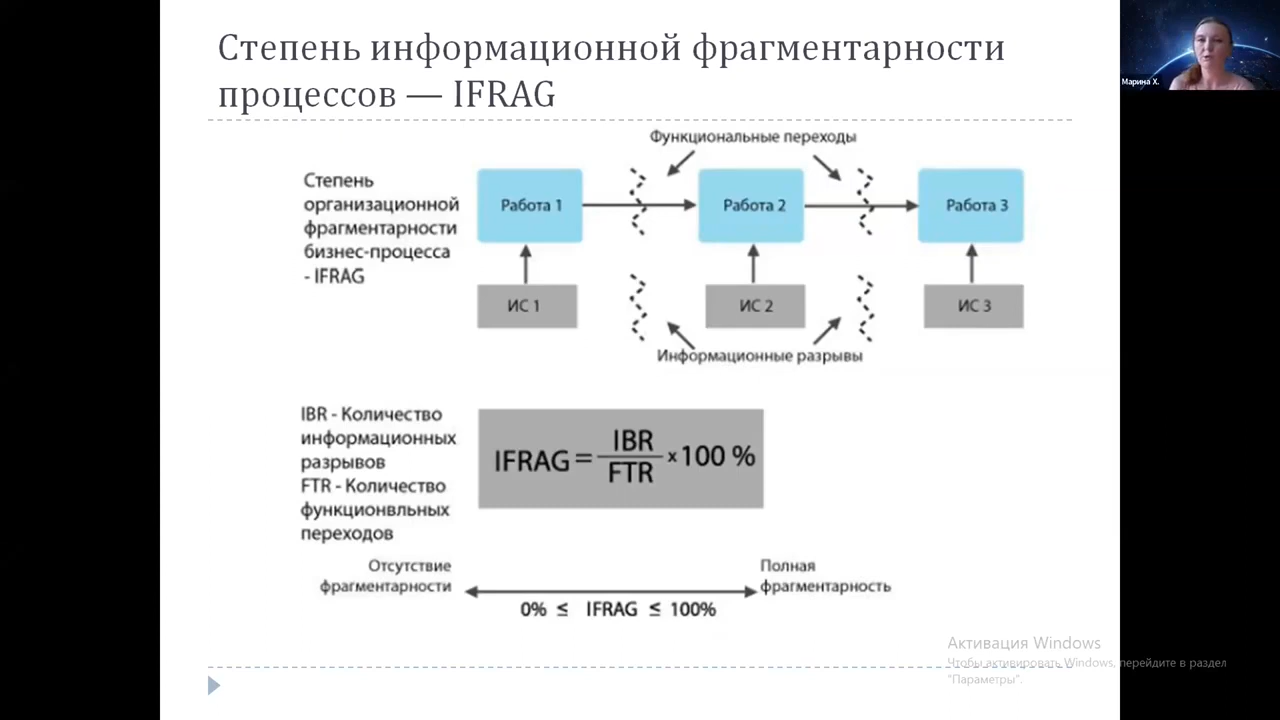 Степень информационной фрагментарности
процессов — IFRAG
Марина Х.
Функциональные переходы
Степень
организационной
фрагментарности
бизнес-процесса
- IFRAG
Работа 1
Работа 2
Работа 3
ИС 1
ИС 2
ИС 3
Информационные разрывы
IBR - Количество
информационных
разрывов
FTR - Количество
функционвльных
переходов
IFRAG = IBR / FTR x 100 %
Отсутствие
фрагментарности
Полная
фрагментарность
0% ≤ IFRAG ≤ 100%
Активация Windows
Чтобы активировать Windows, перейдите в раздел
"Параметры".